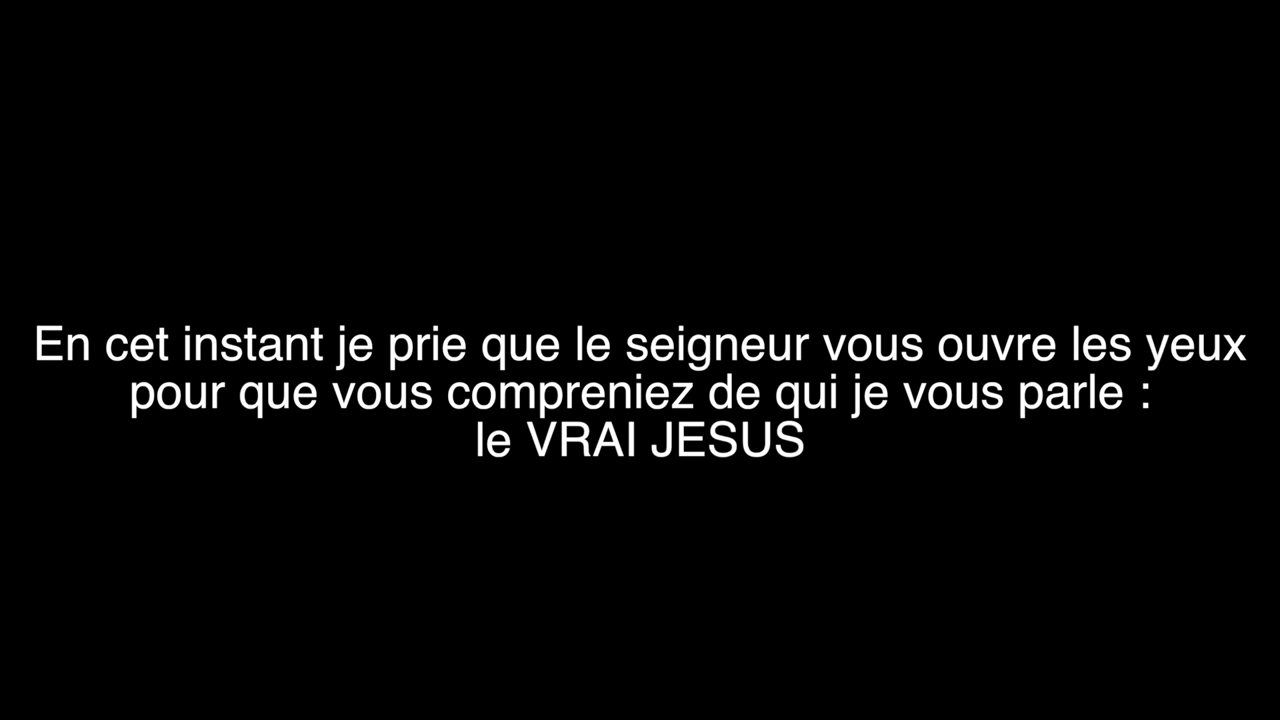 En cet instant je prie que le seigneur vous ouvre les yeux
pour que vous compreniez de qui je vous parle :
le VRAI JESUS